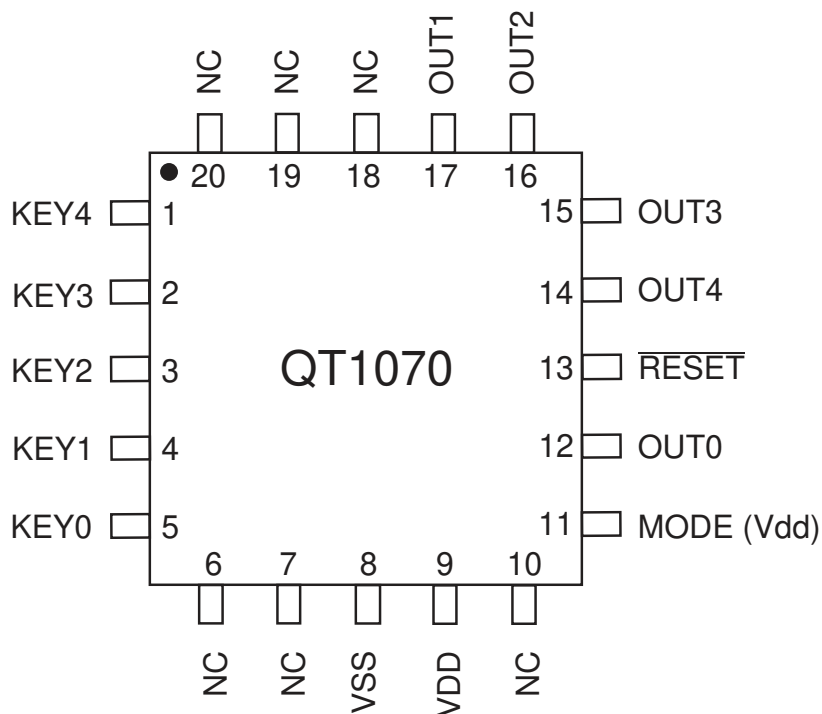 NC NC NC OUT1 OUT2
20 19 18 17 16
KEY4 1 15 OUT3
KEY3 2 14 OUT4
KEY2 3 QT1070 13 RESET
KEY1 4 12 OUT0
KEY0 5 11 MODE (Vdd)
6 7 8 9 10
NC NC VSS VDD NC